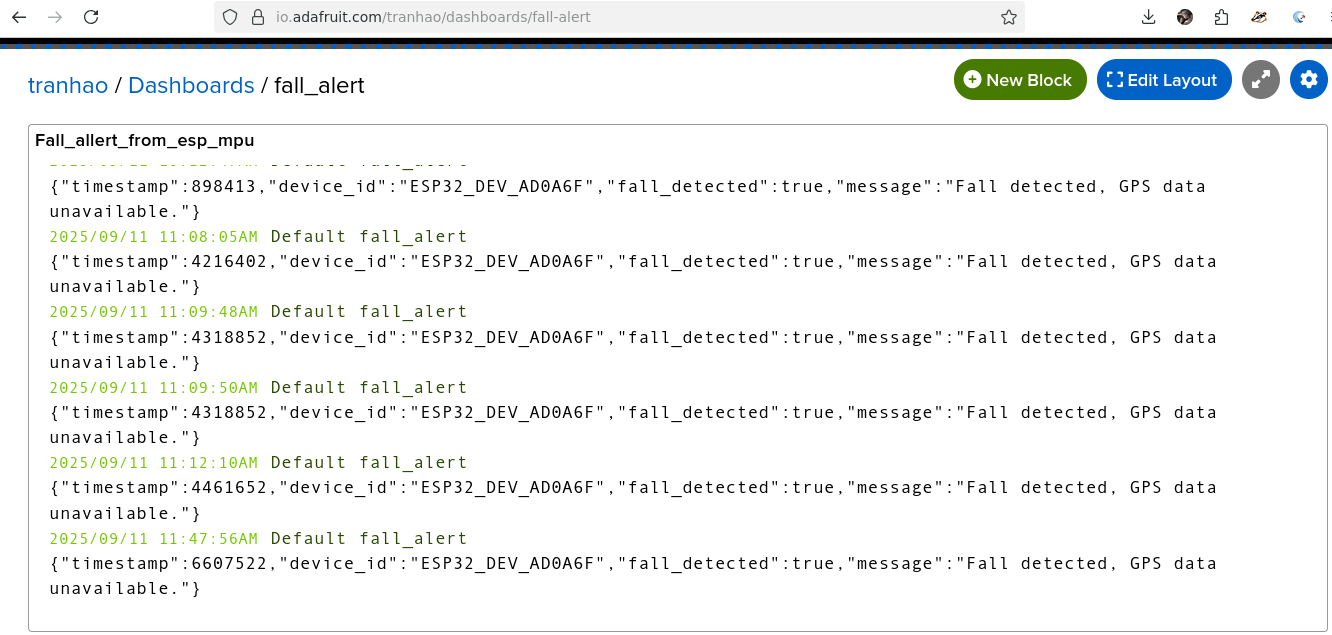 io.adafruit.com/tranhao/dashboards/fall-alert
tranhao / Dashboards / fall_alert
New Block
Edit Layout
Fall_allert_from_esp_mpu
Default fall_alert
{"timestamp":898413,"device_id":"ESP32_DEV_AD0A6F","fall_detected":true,"message":"Fall detected, GPS data
unavailable."}
2025/09/11 11:08:05AM Default fall_alert
{"timestamp":4216402,"device_id":"ESP32_DEV_AD0A6F","fall_detected":true,"message":"Fall detected, GPS data
unavailable."}
2025/09/11 11:09:48AM Default fall_alert
{"timestamp":4318852,"device_id":"ESP32_DEV_AD0A6F","fall_detected":true,"message":"Fall detected, GPS data
unavailable."}
2025/09/11 11:09:50AM Default fall_alert
{"timestamp":4318852,"device_id":"ESP32_DEV_AD0A6F","fall_detected":true,"message":"Fall detected, GPS data
unavailable."}
2025/09/11 11:12:10AM Default fall_alert
{"timestamp":4461652,"device_id":"ESP32_DEV_AD0A6F","fall_detected":true,"message":"Fall detected, GPS data
unavailable."}
2025/09/11 11:47:56AM Default fall_alert
{"timestamp":6607522,"device_id":"ESP32_DEV_AD0A6F","fall_detected":true,"message":"Fall detected, GPS data
unavailable."}